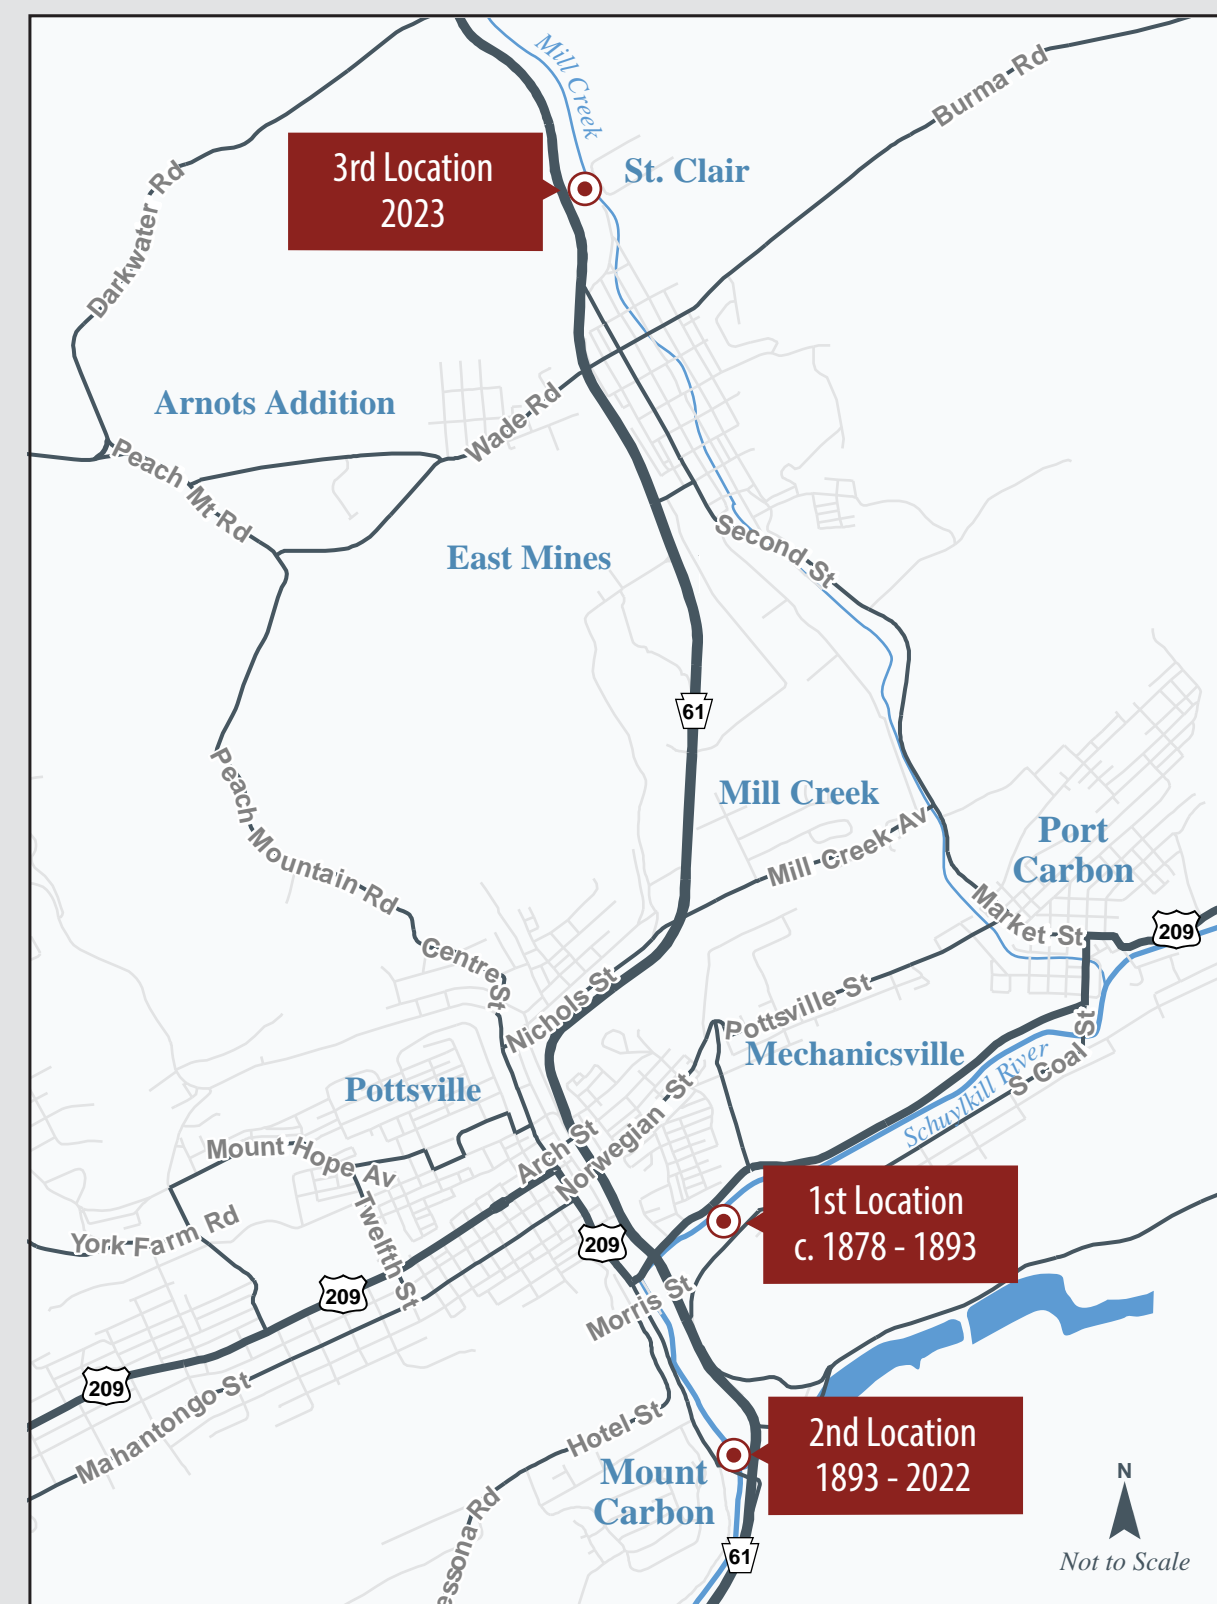 Mill Creek
Burma Rd
3rd Location
2023
St. Clair
Darkwater Rd
Arnots Addition
Wade Rd
Peach Mt Rd
East Mines
Second St
61
Peach Mountain Rd
Mill Creek
Mill Creek Av
Port
Carbon
Market St
209
Centre St
Nichols St
Pottsville St
Mechanicsville
S Coal St
Schuylkill River
Pottsville
Norwegian St
Arch St
Mount Hope Av
Twelfth St
York Farm Rd
1st Location
c. 1878 - 1893
209
209
Morris St
209
Mahantongo St
Hotel St
2nd Location
1893 - 2022
Mount
Carbon
essona Rd
61
N
Not to Scale